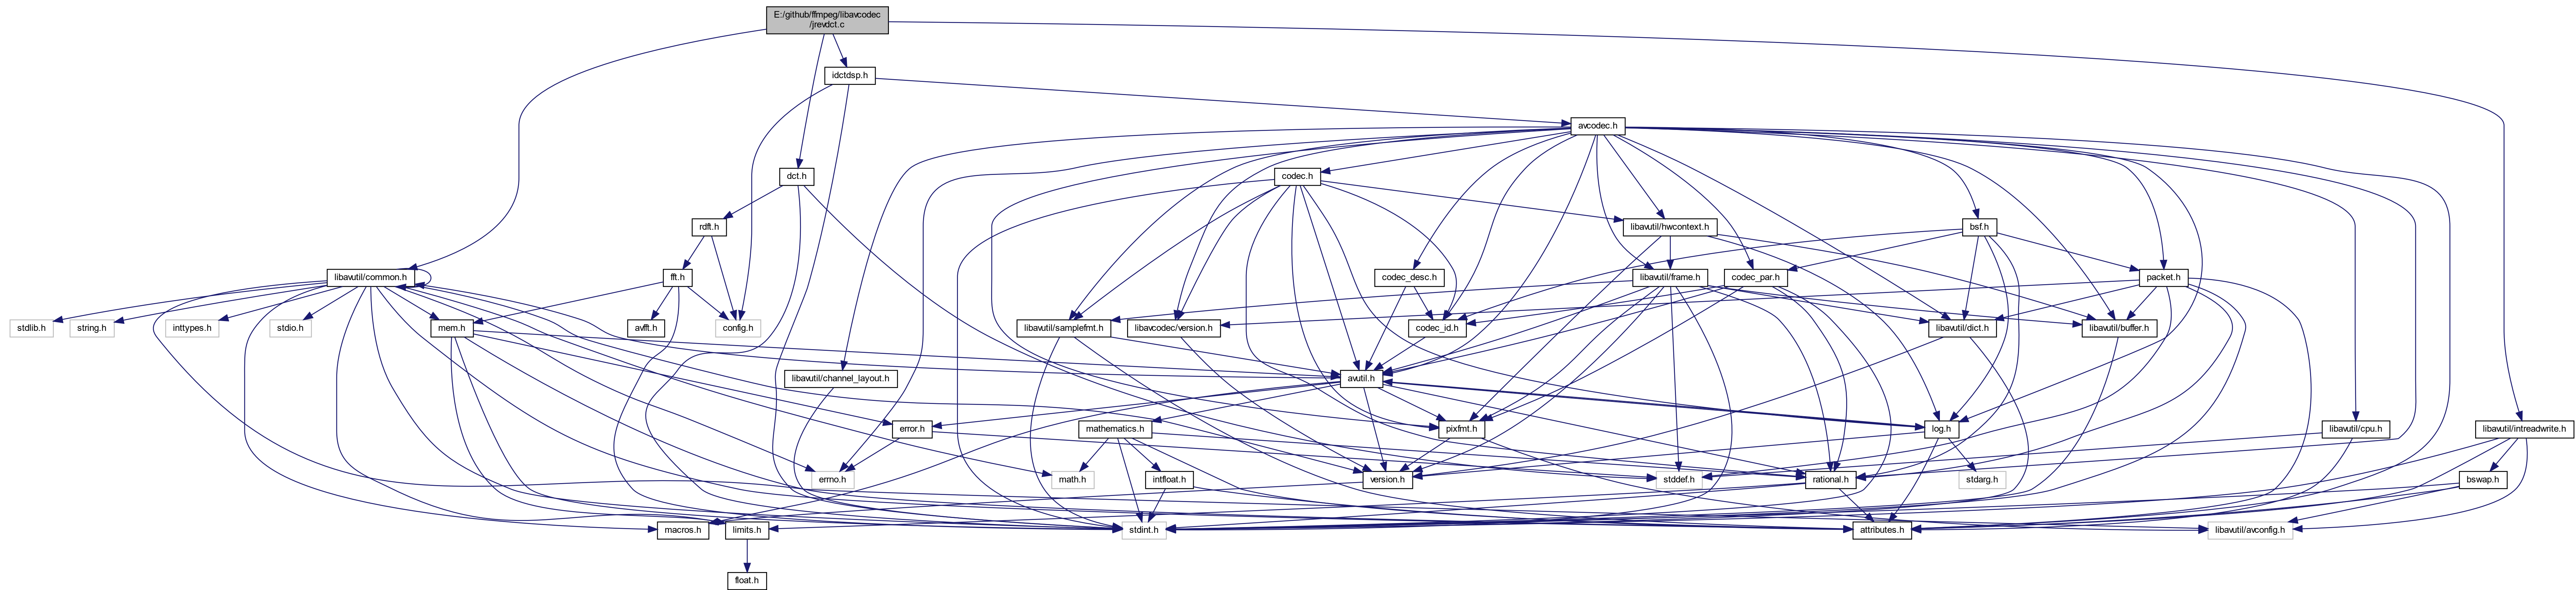 E:/github/ffmpeg/libavcodec
/jrevdct.c
idctdsp.h
avcodec.h
dct.h
codec.h
rdft.h
libavutil/hwcontext.h
bsf.h
libavutil/common.h
fft.h
codec_desc.h
libavutil/frame.h
codec_par.h
packet.h
stdlib.h
string.h
inttypes.h
stdio.h
mem.h
avfft.h
config.h
libavutil/samplefmt.h
libavcodec/version.h
codec_id.h
libavutil/dict.h
libavutil/buffer.h
libavutil/channel_layout.h
avutil.h
error.h
mathematics.h
pixfmt.h
log.h
libavutil/cpu.h
libavutil/intreadwrite.h
errno.h
math.h
intfloat.h
version.h
stddef.h
rational.h
stdarg.h
bswap.h
macros.h
limits.h
stdint.h
attributes.h
libavutil/avconfig.h
float.h